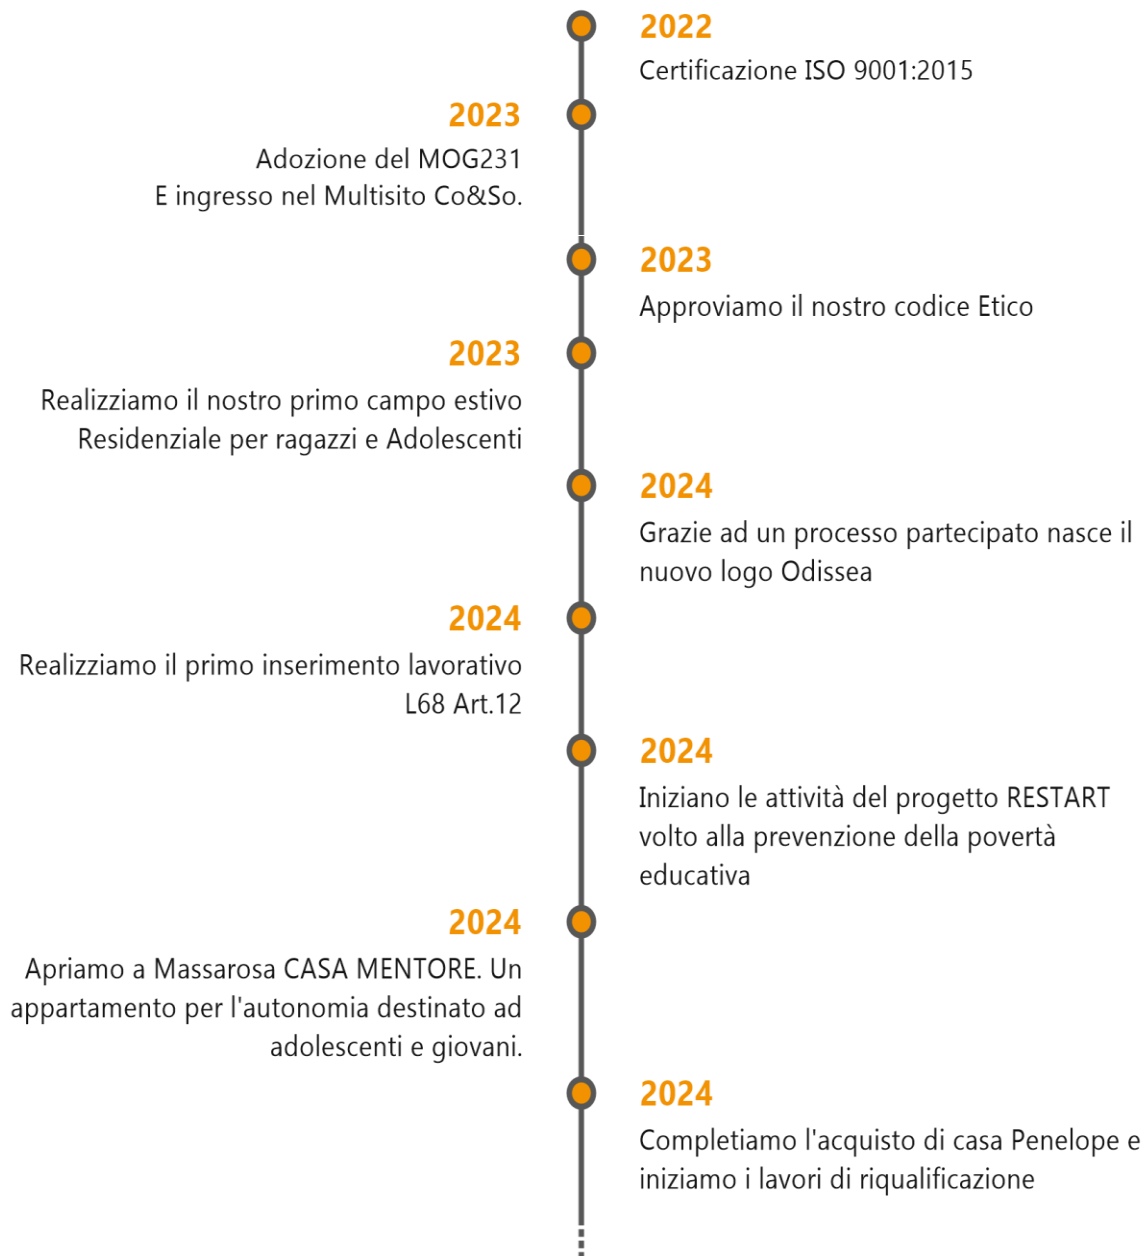 2022
Certificazione ISO 9001:2015
2023
Adozione del MOG231
E ingresso nel Multisito Co&So.
2023
Approviamo il nostro codice Etico
2023
Realizziamo il nostro primo campo estivo
Residenziale per ragazzi e Adolescenti
2024
Grazie ad un processo partecipato nasce il
nuovo logo Odissea
2024
Realizziamo il primo inserimento lavorativo
L68 Art.12
2024
Iniziano le attività del progetto RESTART
volto alla prevenzione della povertà
educativa
2024
Apriamo a Massarosa CASA MENTORE. Un
appartamento per l'autonomia destinato ad
adolescenti e giovani.
2024
Completiamo l'acquisto di casa Penelope e
iniziamo i lavori di riqualificazione